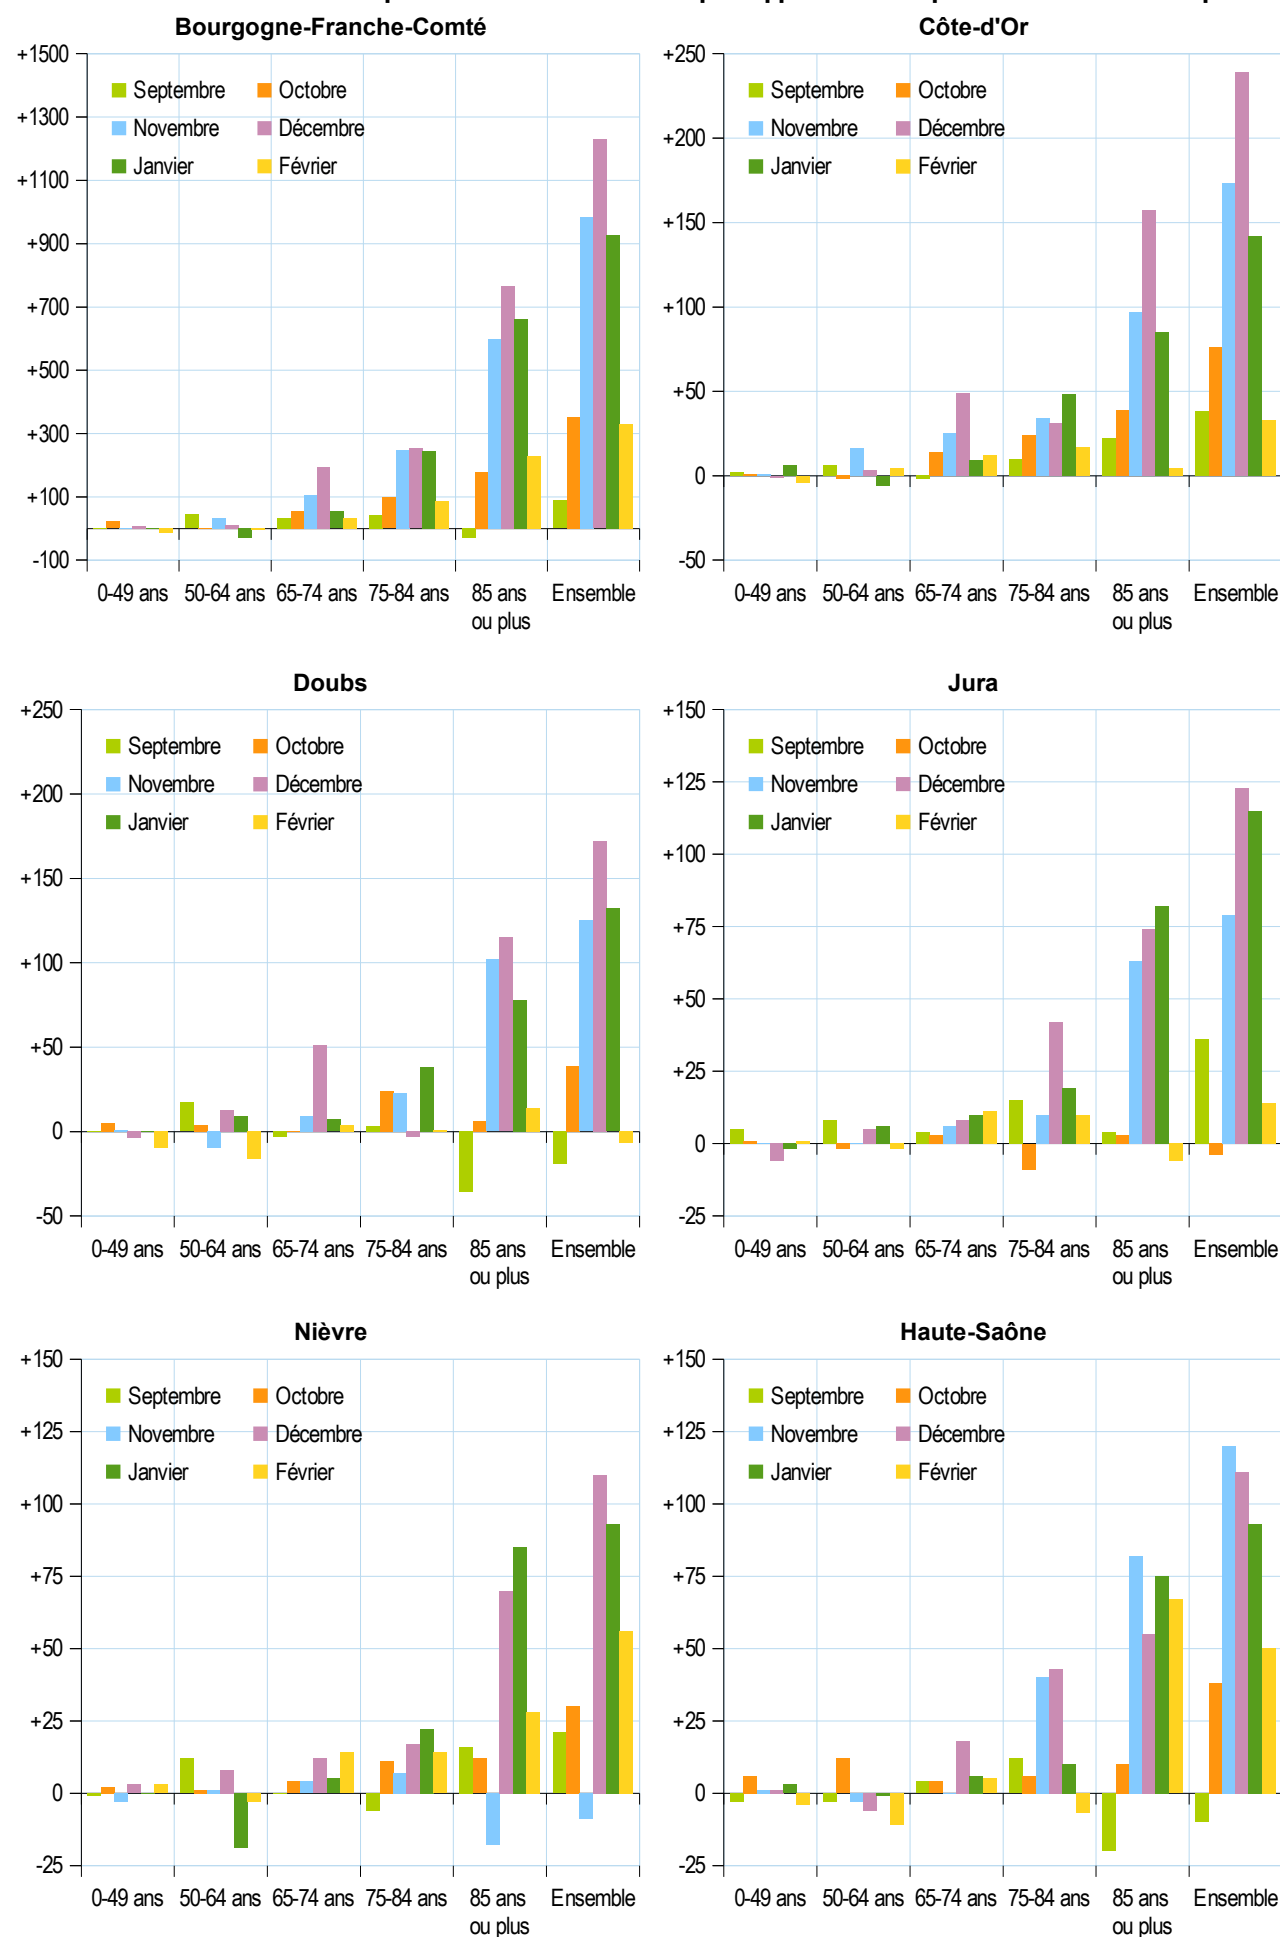 Bourgogne-Franche-Comté
+1500
+1300
+1100
+900
+700
+500
+300
+100
-100
Septembre Octobre
Novembre Décembre
Janvier Février
0-49 ans 50-64 ans 65-74 ans 75-84 ans 85 ans Ensemble
ou plus
Côte-d'Or
+250
+200
+150
+100
+50
0
-50
Septembre Octobre
Novembre Décembre
Janvier Février
0-49 ans 50-64 ans 65-74 ans 75-84 ans 85 ans Ensemble
ou plus
Doubs
+250
+200
+150
+100
+50
0
-50
Septembre Octobre
Novembre Décembre
Janvier Février
0-49 ans 50-64 ans 65-74 ans 75-84 ans 85 ans Ensemble
ou plus
Jura
+150
+125
+100
+75
+50
+25
0
-25
Septembre Octobre
Novembre Décembre
Janvier Février
0-49 ans 50-64 ans 65-74 ans 75-84 ans 85 ans Ensemble
ou plus
Nièvre
+150
+125
+100
+75
+50
+25
0
-25
Septembre Octobre
Novembre Décembre
Janvier Février
0-49 ans 50-64 ans 65-74 ans 75-84 ans 85 ans Ensemble
ou plus
Haute-Saône
+150
+125
+100
+75
+50
+25
0
-25
Septembre Octobre
Novembre Décembre
Janvier Février
0-49 ans 50-64 ans 65-74 ans 75-84 ans 85 ans Ensemble
ou plus